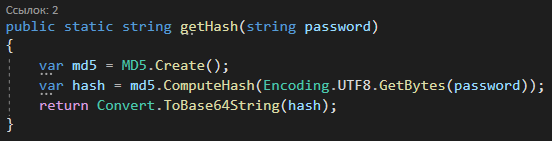 Ссылок: 2
public static string getHash(string password)
{
var md5 = MD5.Create();
var hash = md5.ComputeHash(Encoding.UTF8.GetBytes(password));
return Convert.ToBase64String(hash);
}